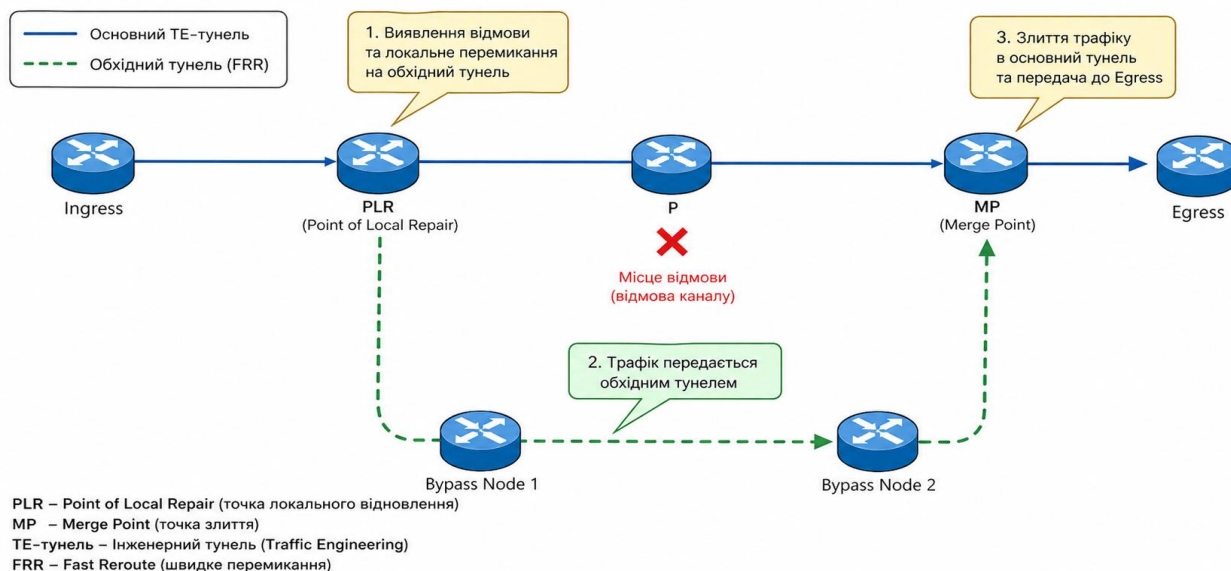 Основний TE-тунель
Обхідний тунель (FRR)
1. Виявлення відмови
та локальне перемикання
на обхідний тунель
3. Злиття трафіку
в основний тунель
та передача до Egress
Ingress
PLR
(Point of Local Repair)
P
MP
(Merge Point)
Egress
Місце відмови
(відмова каналу)
2. Трафік передається
обхідним тунелем
Bypass Node 1
Bypass Node 2
PLR – Point of Local Repair (точка локального відновлення)
MP – Merge Point (точка злиття)
TE-тунель – Інженерний тунель (Traffic Engineering)
FRR – Fast Reroute (швидке перемикання)